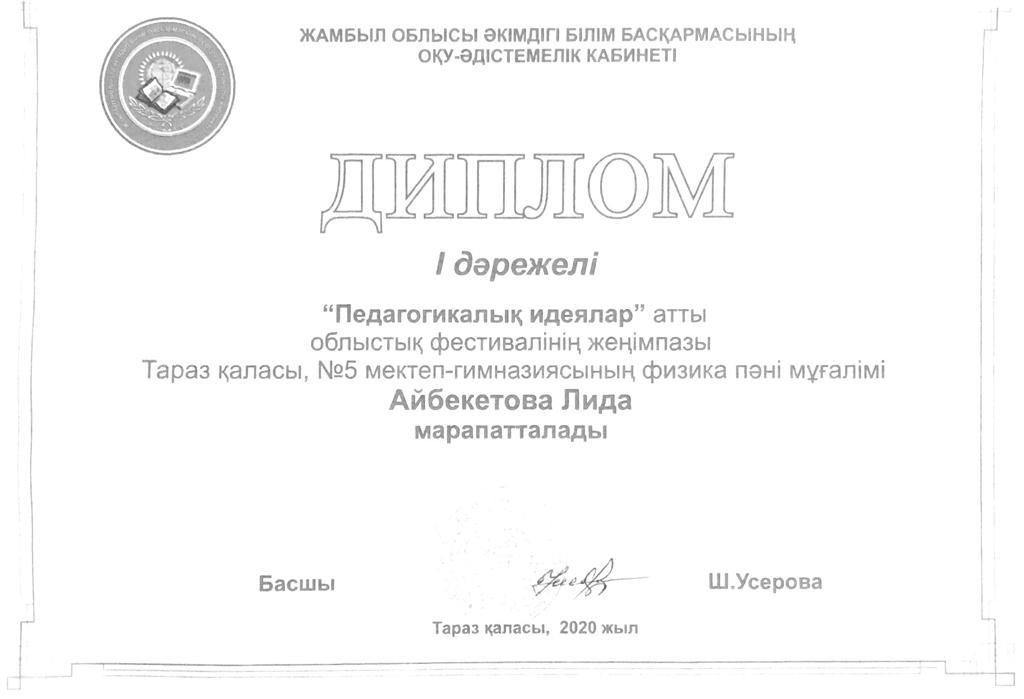 ЖАМБЫЛ ОБЛЫСЫ ӘКІМДІГІ БІЛІМ БАСҚАРМАСЫНЫҢ
ОҚУ-ӘДІСТЕМЕЛІК КАБИНЕТІ
ДИПЛОМ
І дәрежелі
“Педагогикалық идеялар” атты
облыстық фестивалінің жеңімпазы
Тараз қаласы, №5 мектеп-гимназиясының физика пәні мұғалімі
Айбекетова Лида
марапатталады
Басшы
Ш.Усерова
Тараз қаласы, 2020 жыл